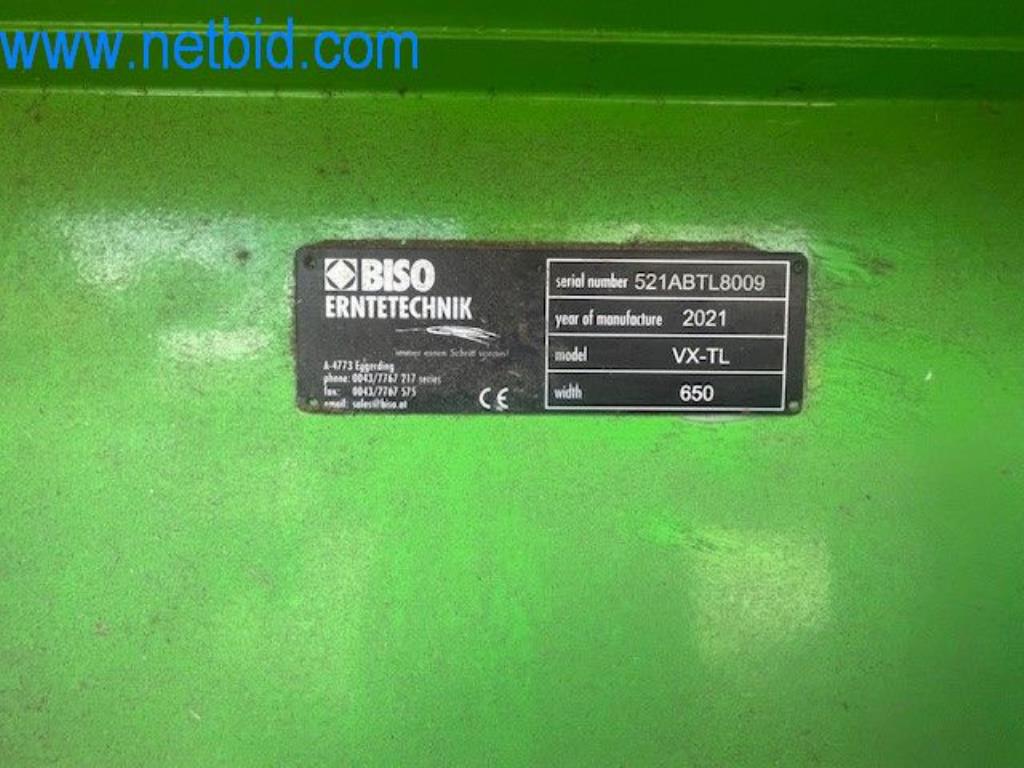 www.netbid.com
BISO
ERNTETECHNIK
immer einen Schritt voraus!
A-4773 Eggerding
phone: 0043/7767 217 series
fax: 0043/7767 575
email: sales@biso.at
CE
serial number 521ABTL8009
year of manufacture 2021
model VX-TL
width 650